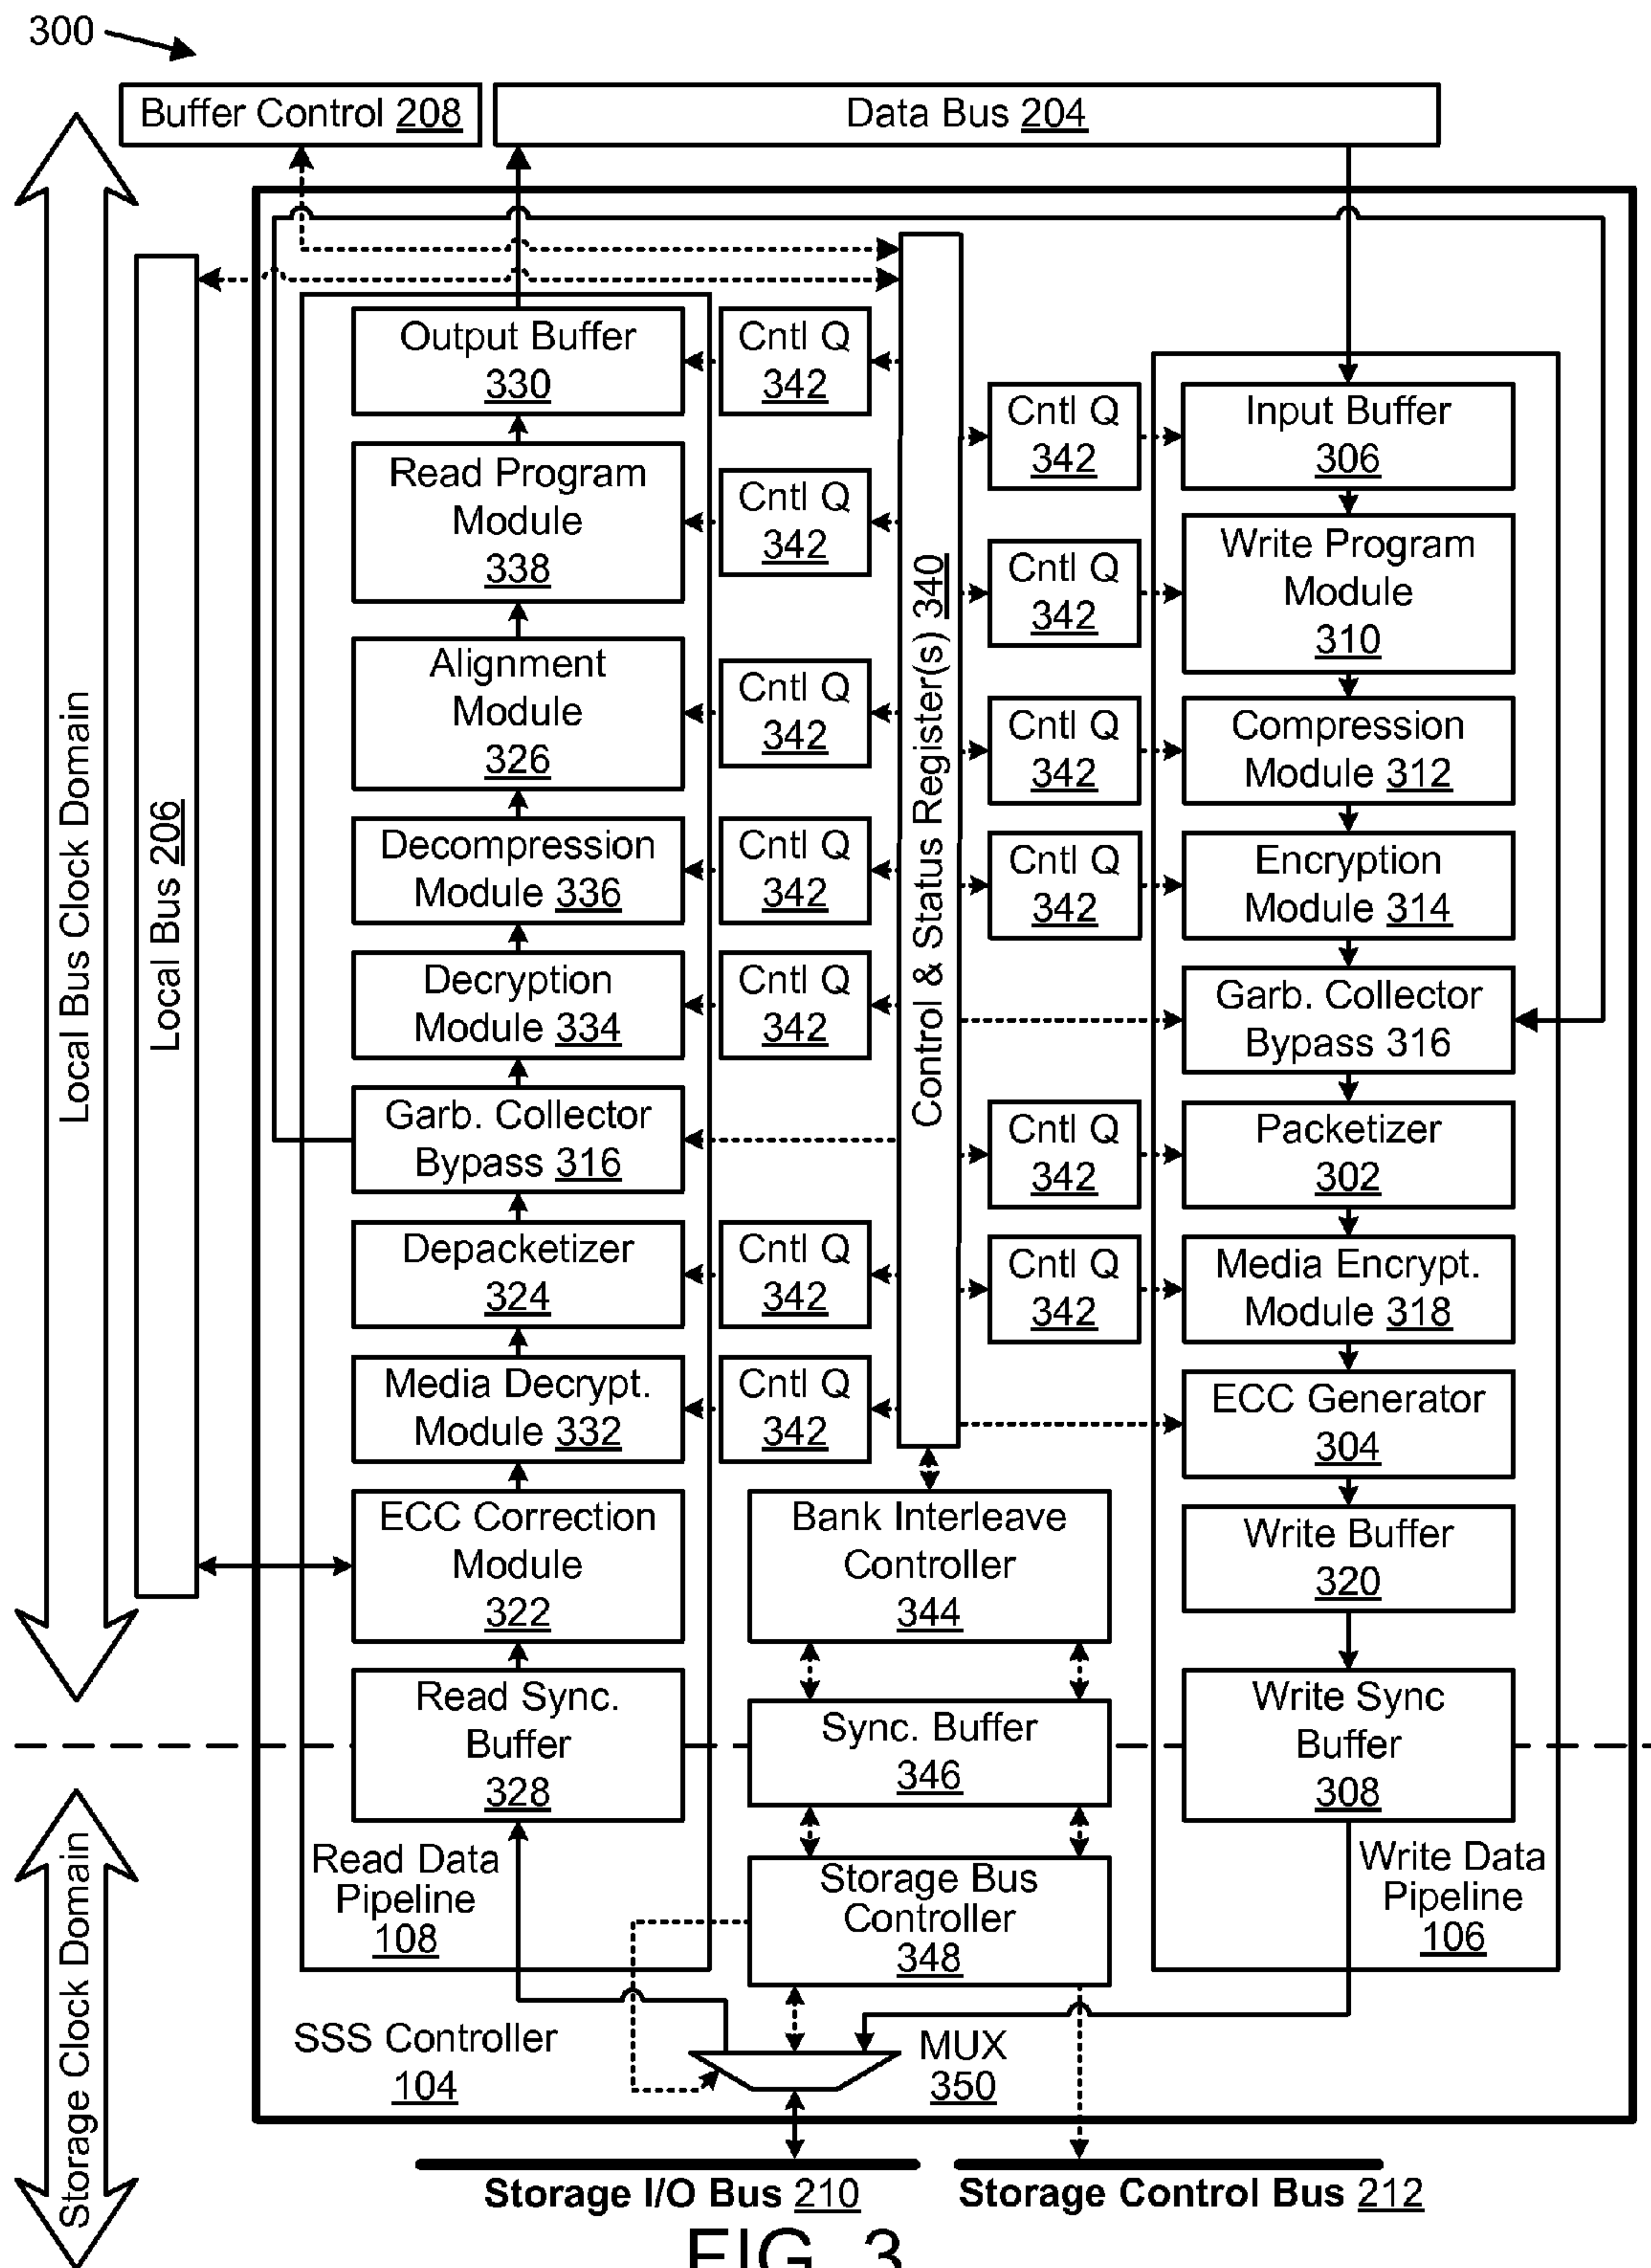 300
Buffer Control 208
Data Bus 204
Local Bus Clock Domain
Local Bus 206
Output Buffer
330
Read Program
Module
338
Alignment
Module
326
Decompression
Module 336
Decryption
Module 334
Garb. Collector
Bypass 316
Depacketizer
324
Media Decrypt.
Module 332
ECC Correction
Module
322
Read Sync.
Buffer
328
Read Data
Pipeline
108
Cntl Q
342
Cntl Q
342
Cntl Q
342
Cntl Q
342
Cntl Q
342
Cntl Q
342
Cntl Q
342
Control & Status Register(s) 340
Bank Interleave
Controller
344
Sync. Buffer
346
Storage Bus
Controller
348
Cntl Q
342
Cntl Q
342
Cntl Q
342
Cntl Q
342
Cntl Q
342
Cntl Q
342
Input Buffer
306
Write Program
Module
310
Compression
Module 312
Encryption
Module 314
Garb. Collector
Bypass 316
Packetizer
302
Media Encrypt.
Module 318
ECC Generator
304
Write Buffer
320
Write Sync
Buffer
308
Write Data
Pipeline
106
Storage Clock Domain
SSS Controller
104
MUX
350
Storage I/O Bus 210
Storage Control Bus 212
FIG. 3